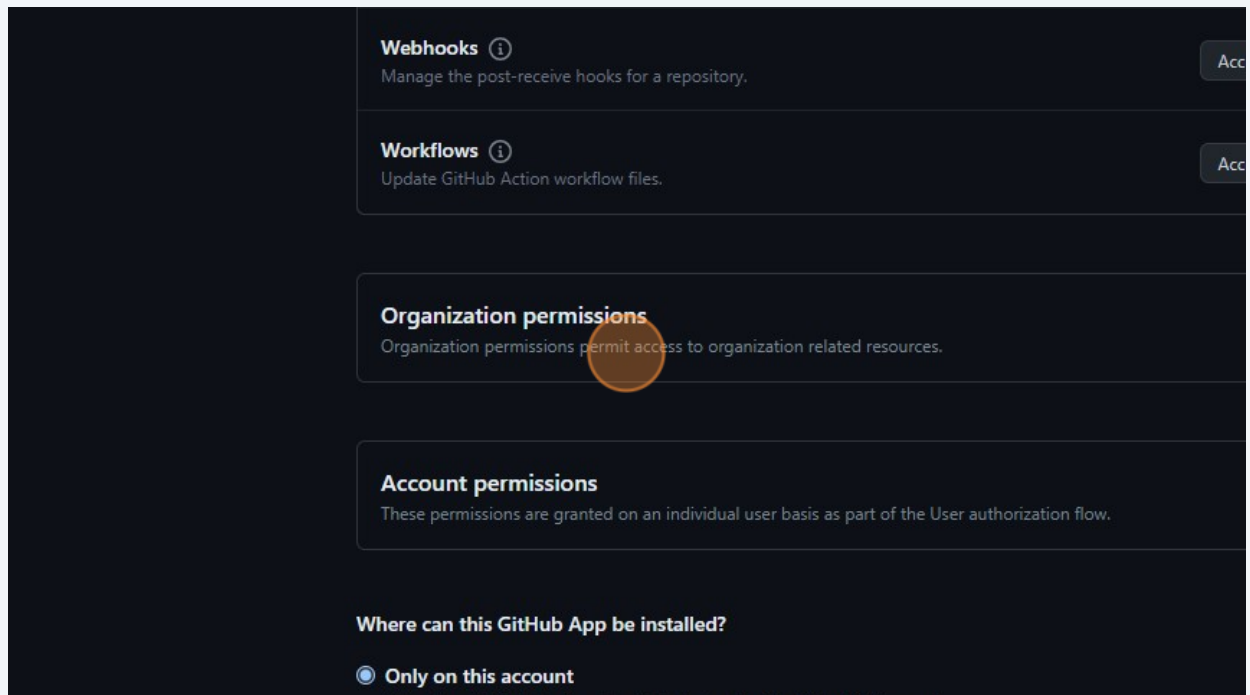 Webhooks
Manage the post-receive hooks for a repository.
Acc
Workflows
Update GitHub Action workflow files.
Acc
Organization permissions
Organization permissions permit access to organization related resources.
Account permissions
These permissions are granted on an individual user basis as part of the User authorization flow.
Where can this GitHub App be installed?
Only on this account